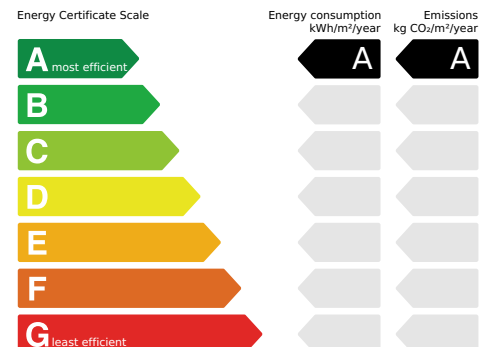 Energy Certificate Scale
Energy consumption
kWh/m²/year
Emissions
kg CO₂/m²/year
A most efficient
A
A
B
C
D
E
F
G least efficient